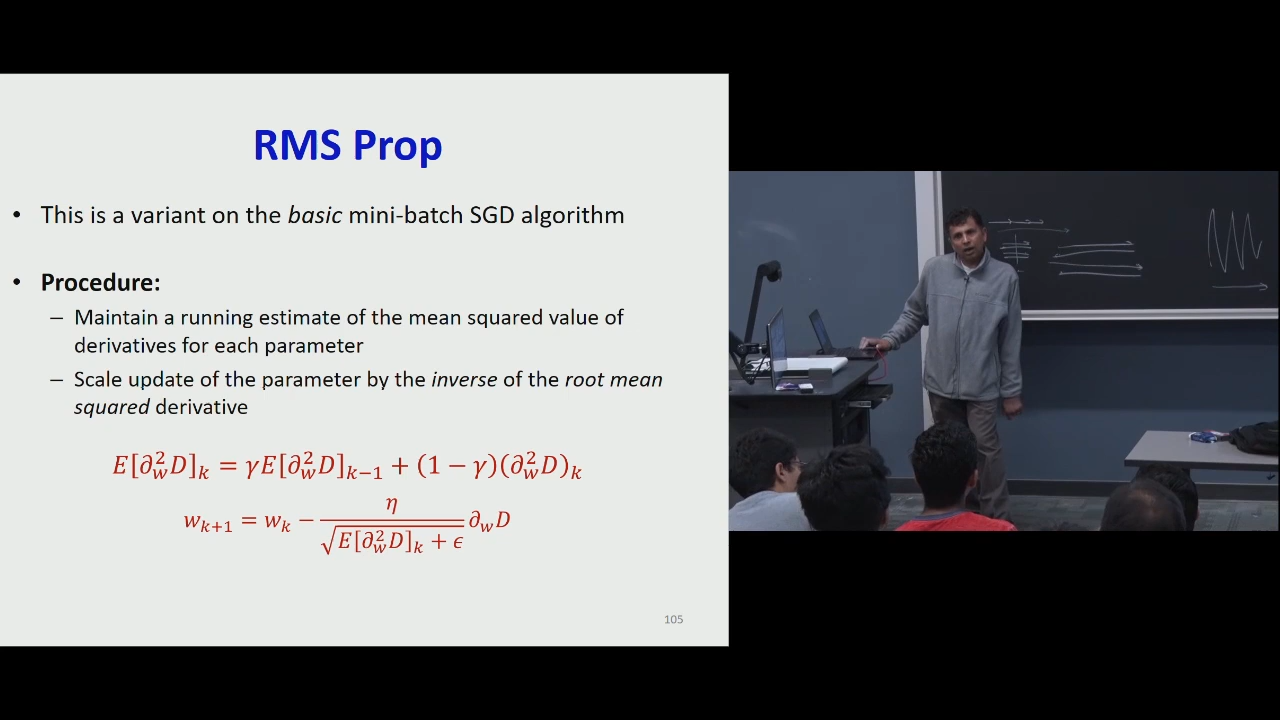 RMS Prop
• This is a variant on the basic mini-batch SGD algorithm
• Procedure:
– Maintain a running estimate of the mean squared value of
derivatives for each parameter
– Scale update of the parameter by the inverse of the root mean
squared derivative
E[∂²_w D]_k = γE[∂²_w D]_{k−1} + (1 − γ)(∂²_w D)_k
w_{k+1} = w_k − η / √(E[∂²_w D]_k + ϵ) ∂_w D
105